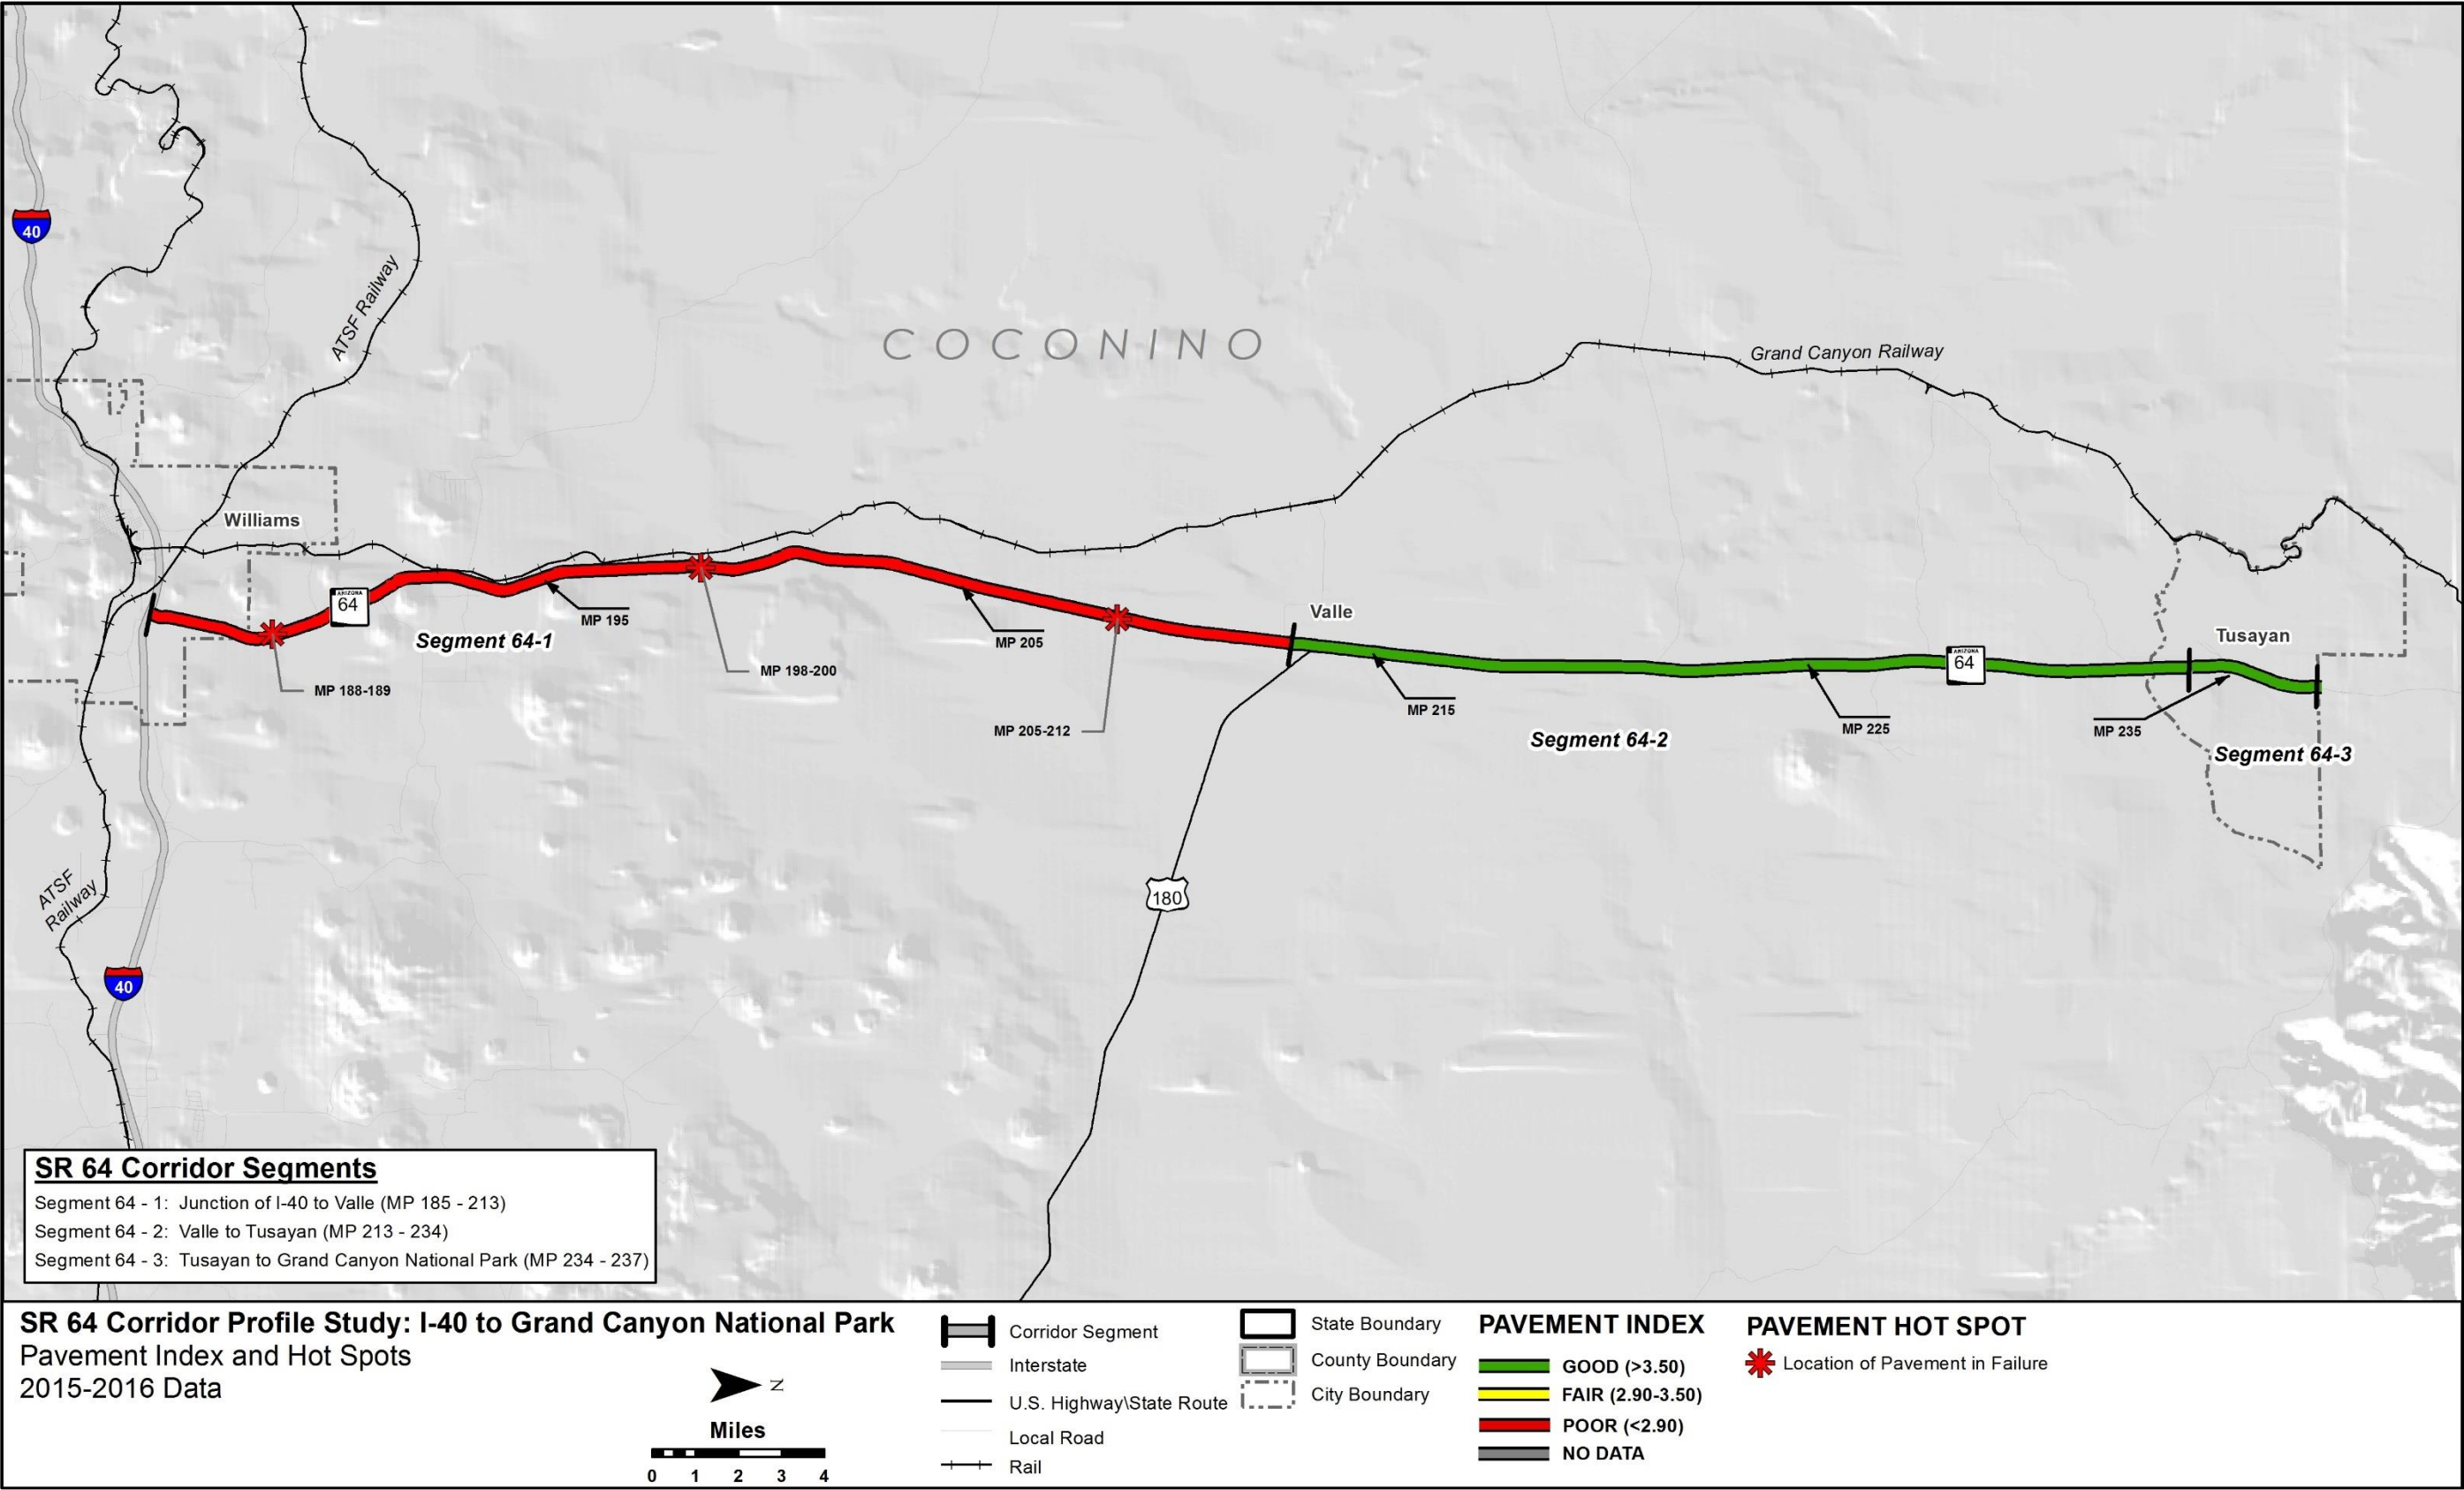 40
ATSF Railway
COCONINO
Grand Canyon Railway
Williams
ARIZONA
64
Segment 64-1
MP 188-189
MP 195
MP 198-200
MP 205
MP 205-212
Valle
MP 215
Segment 64-2
MP 225
ARIZONA
64
Tusayan
MP 235
Segment 64-3
180
ATSF
Railway
40
SR 64 Corridor Segments
Segment 64 - 1: Junction of I-40 to Valle (MP 185 - 213)
Segment 64 - 2: Valle to Tusayan (MP 213 - 234)
Segment 64 - 3: Tusayan to Grand Canyon National Park (MP 234 - 237)
SR 64 Corridor Profile Study: I-40 to Grand Canyon National Park
Pavement Index and Hot Spots
2015-2016 Data
N
Miles
0 1 2 3 4
Corridor Segment
Interstate
U.S. Highway\State Route
Local Road
Rail
State Boundary
County Boundary
City Boundary
PAVEMENT INDEX
GOOD (>3.50)
FAIR (2.90-3.50)
POOR (<2.90)
NO DATA
PAVEMENT HOT SPOT
Location of Pavement in Failure